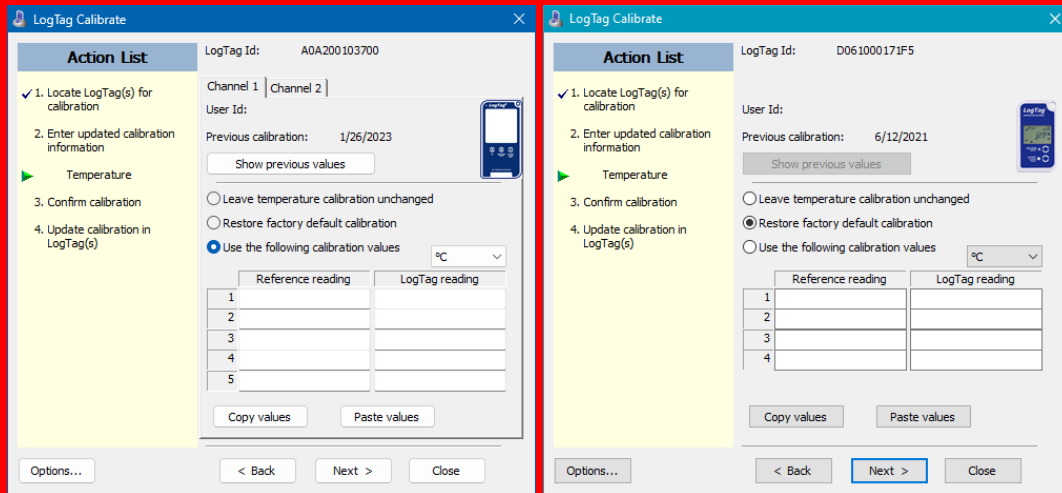 LogTag Calibrate
Action List
1. Locate LogTag(s) for
calibration
2. Enter updated calibration
information
Temperature
3. Confirm calibration
4. Update calibration in
LogTag(s)
LogTag Id: A0A200103700
Channel 1 Channel 2
User Id:
LogTag
Previous calibration: 1/26/2023
Show previous values
Leave temperature calibration unchanged
Restore factory default calibration
Use the following calibration values
ºC
Reference reading LogTag reading
1
2
3
4
5
Copy values Paste values
Options... < Back Next > Close
LogTag Calibrate
Action List
1. Locate LogTag(s) for
calibration
2. Enter updated calibration
information
Temperature
3. Confirm calibration
4. Update calibration in
LogTag(s)
LogTag Id: D061000171F5
User Id:
LogTag
Previous calibration: 6/12/2021
Show previous values
Leave temperature calibration unchanged
Restore factory default calibration
Use the following calibration values
ºC
Reference reading LogTag reading
1
2
3
4
Copy values Paste values
Options... < Back Next > Close